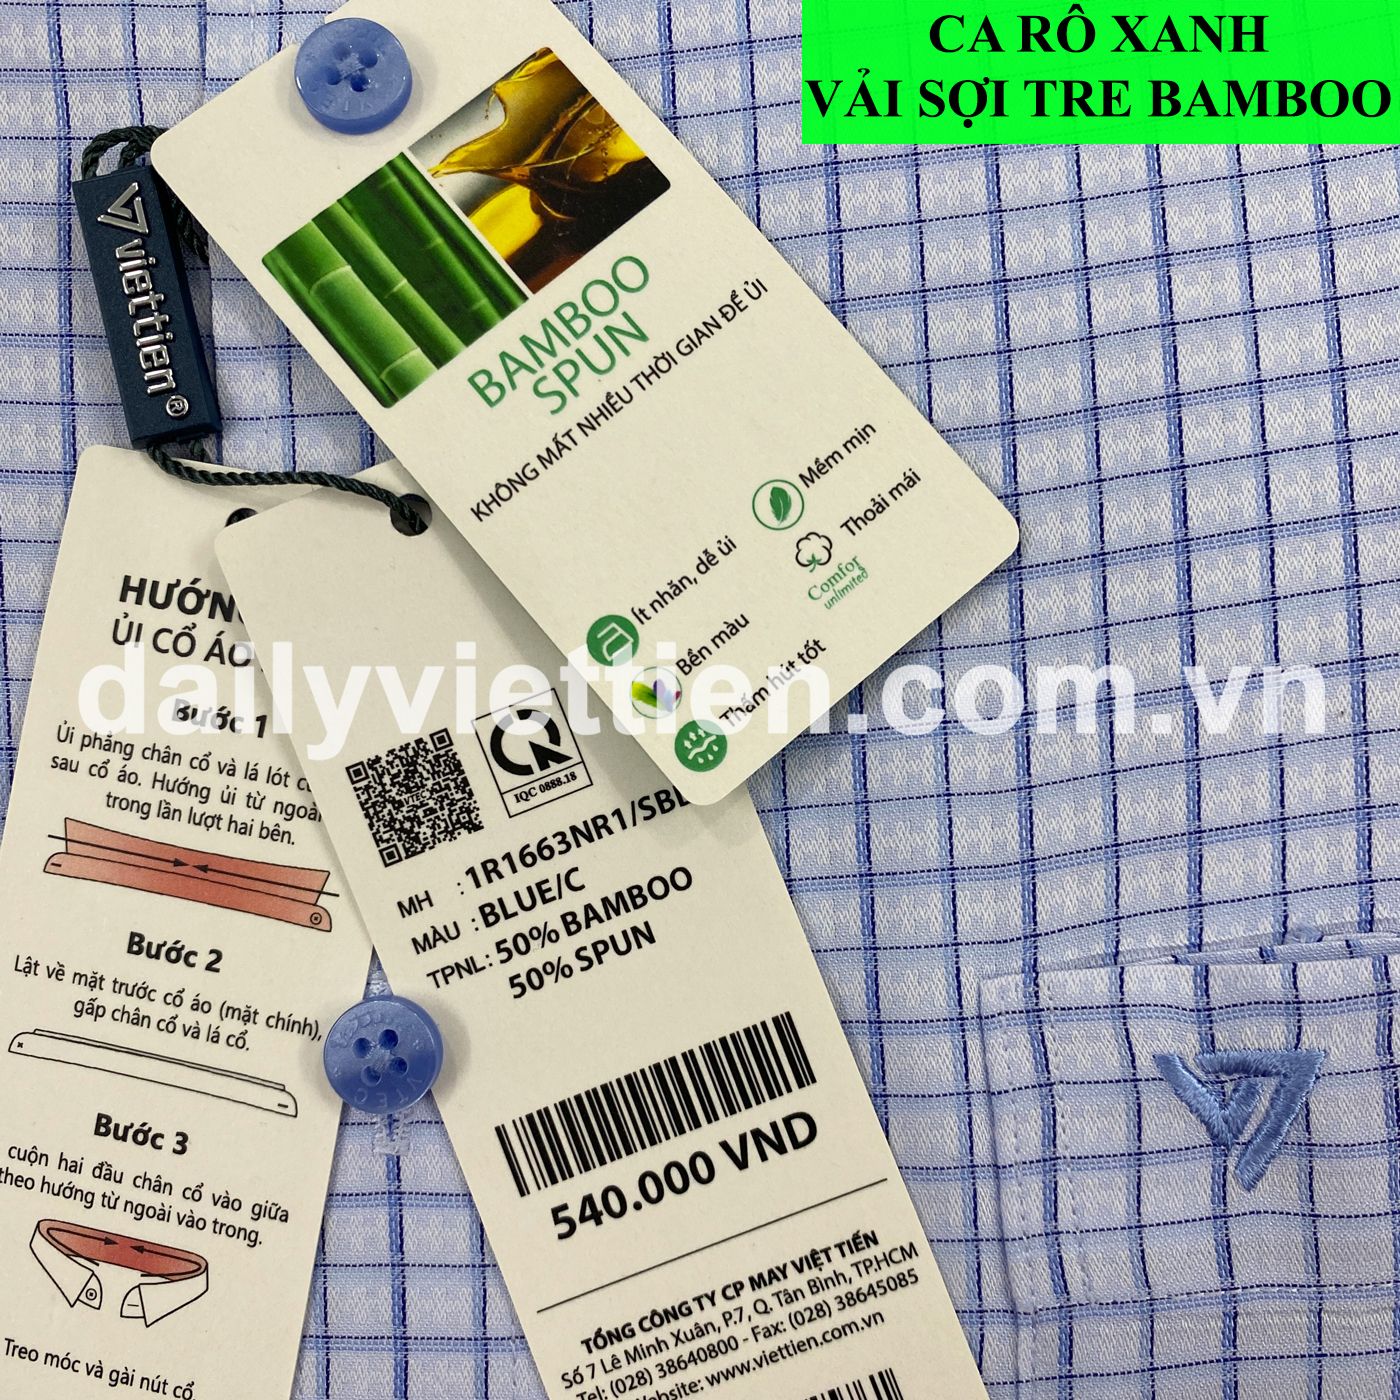 CA RÔ XANH
VẢI SỢI TRE BAMBOO
viettien®
BAMBOO
SPUN
KHÔNG MẤT NHIỀU THỜI GIAN ĐỂ ỦI
Mềm mịn
Thoải mái
Comfor
unlimited
Ít nhăn, dễ ủi
Bền màu
Thấm hút tốt
dailyviettien.com.vn
HƯỚN
ỦI CỔ ÁO
Bước 1
Ủi phẳng chân cổ và lá lót
sau cổ áo. Hướng ủi từ ngoài
trong lần lượt hai bên.
Bước 2
Lật về mặt trước cổ áo (mặt chính),
gấp chân cổ và lá cổ.
Bước 3
cuộn hai đầu chân cổ vào giữa
theo hướng từ ngoài vào trong.
Treo móc và gài nút cổ.
VTEC
QR
IQC 0888.18
MH : 1R1663NR1/SBL
MÀU : BLUE/C
TPNL: 50% BAMBOO
50% SPUN
540.000 VND
TỔNG CÔNG TY CP MAY VIỆT TIẾN
Số 7 Lê Minh Xuân, P.7, Q. Tân Bình, TP.HCM
Tel: (028) 38640800 - Fax: (028) 38645085
Website: www.viettien.com.vn